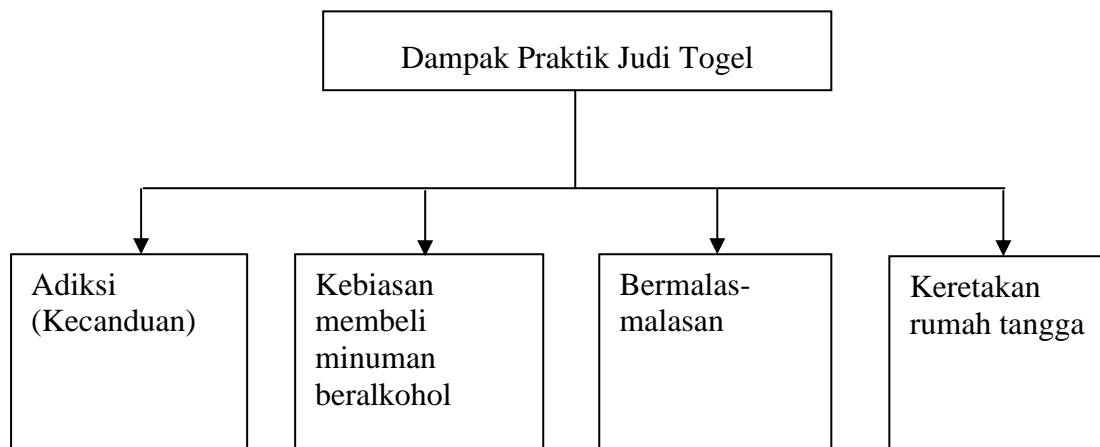 Dampak Praktik Judi Togel
Adiksi
(Kecanduan)
Kebiasan
membeli
minuman
beralkohol
Bermalas-
malasan
Keretakan
rumah tangga